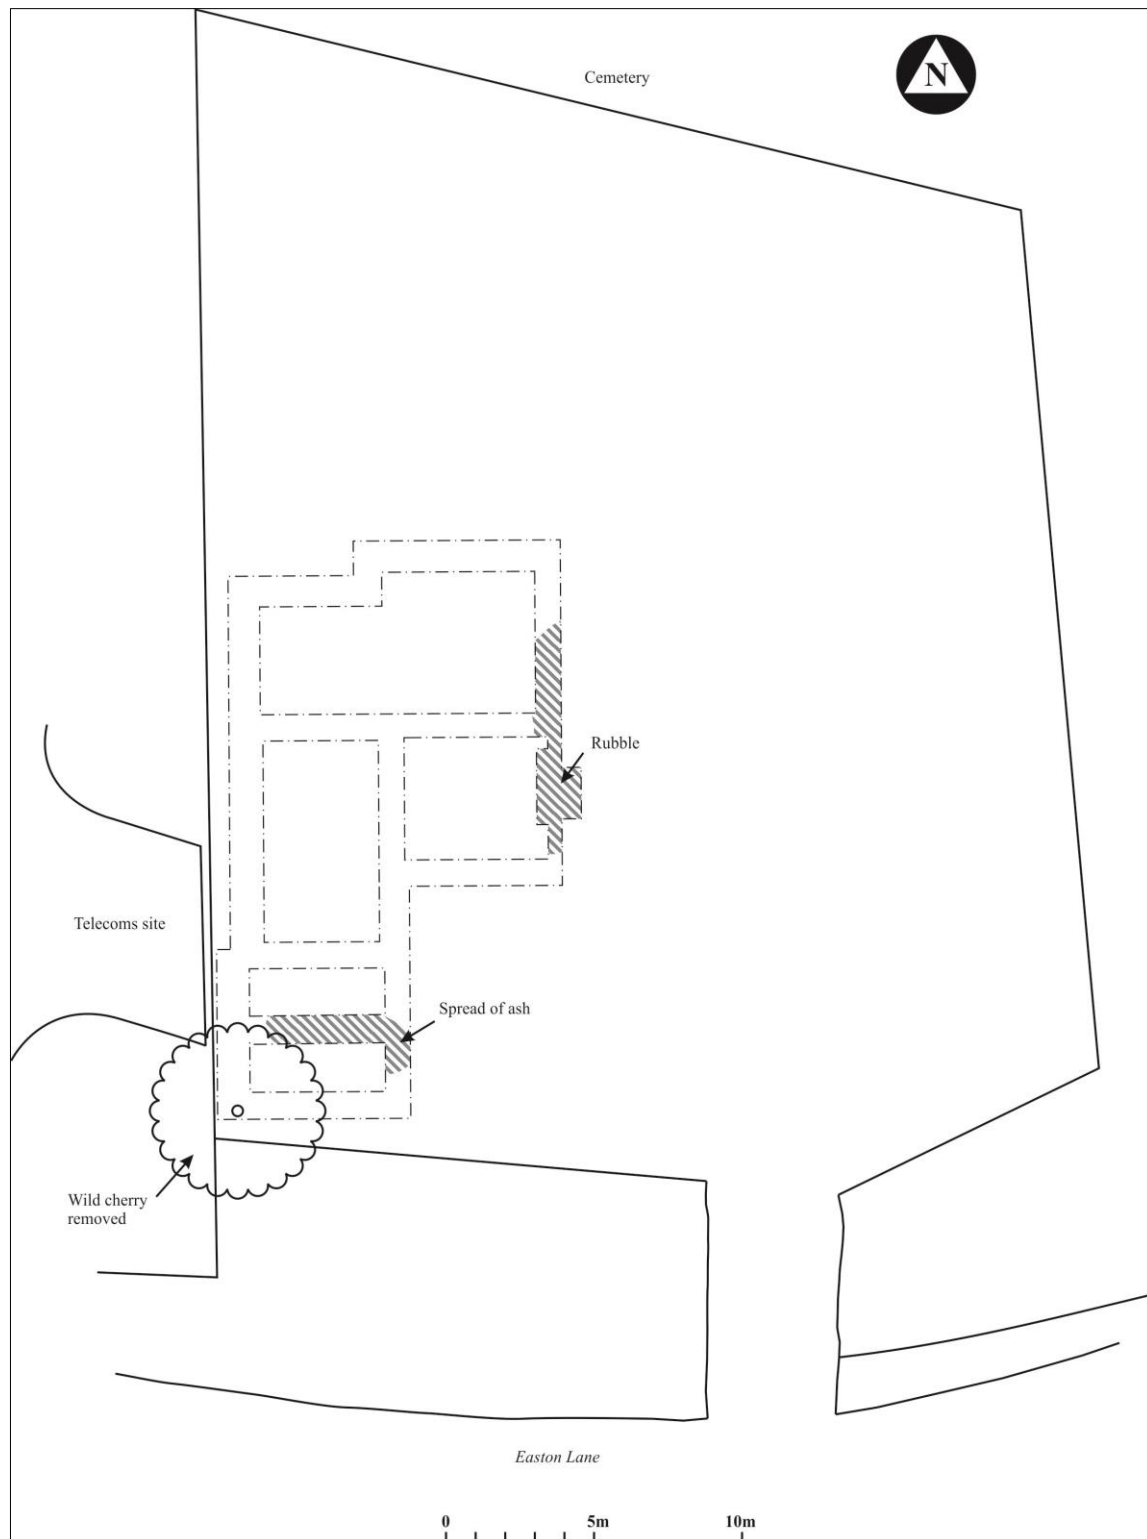 Cemetery
N
Rubble
Telecoms site
Spread of ash
Wild cherry
removed
Easton Lane
0 5m 10m